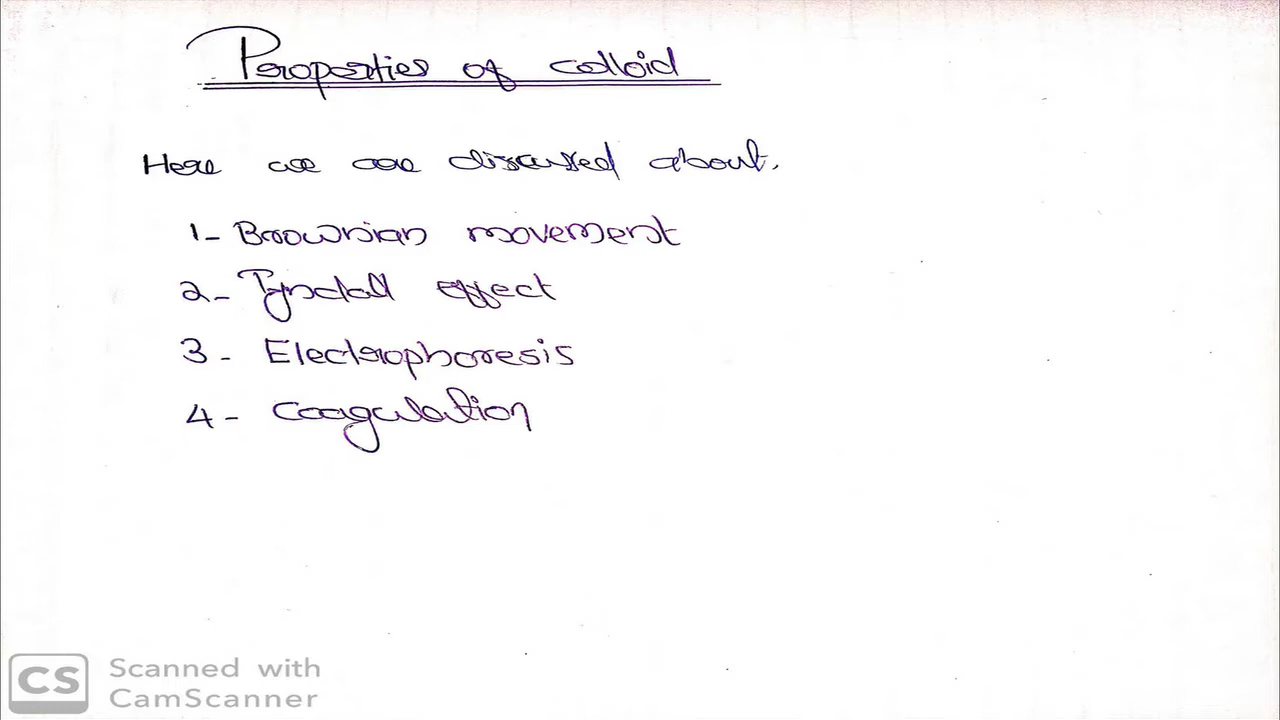 Properties of colloid
Here we are discussed about.
1- Brownian movement
2- Tyndall effect
3- Electrophoresis
4- Coagulation
CS Scanned with
CamScanner